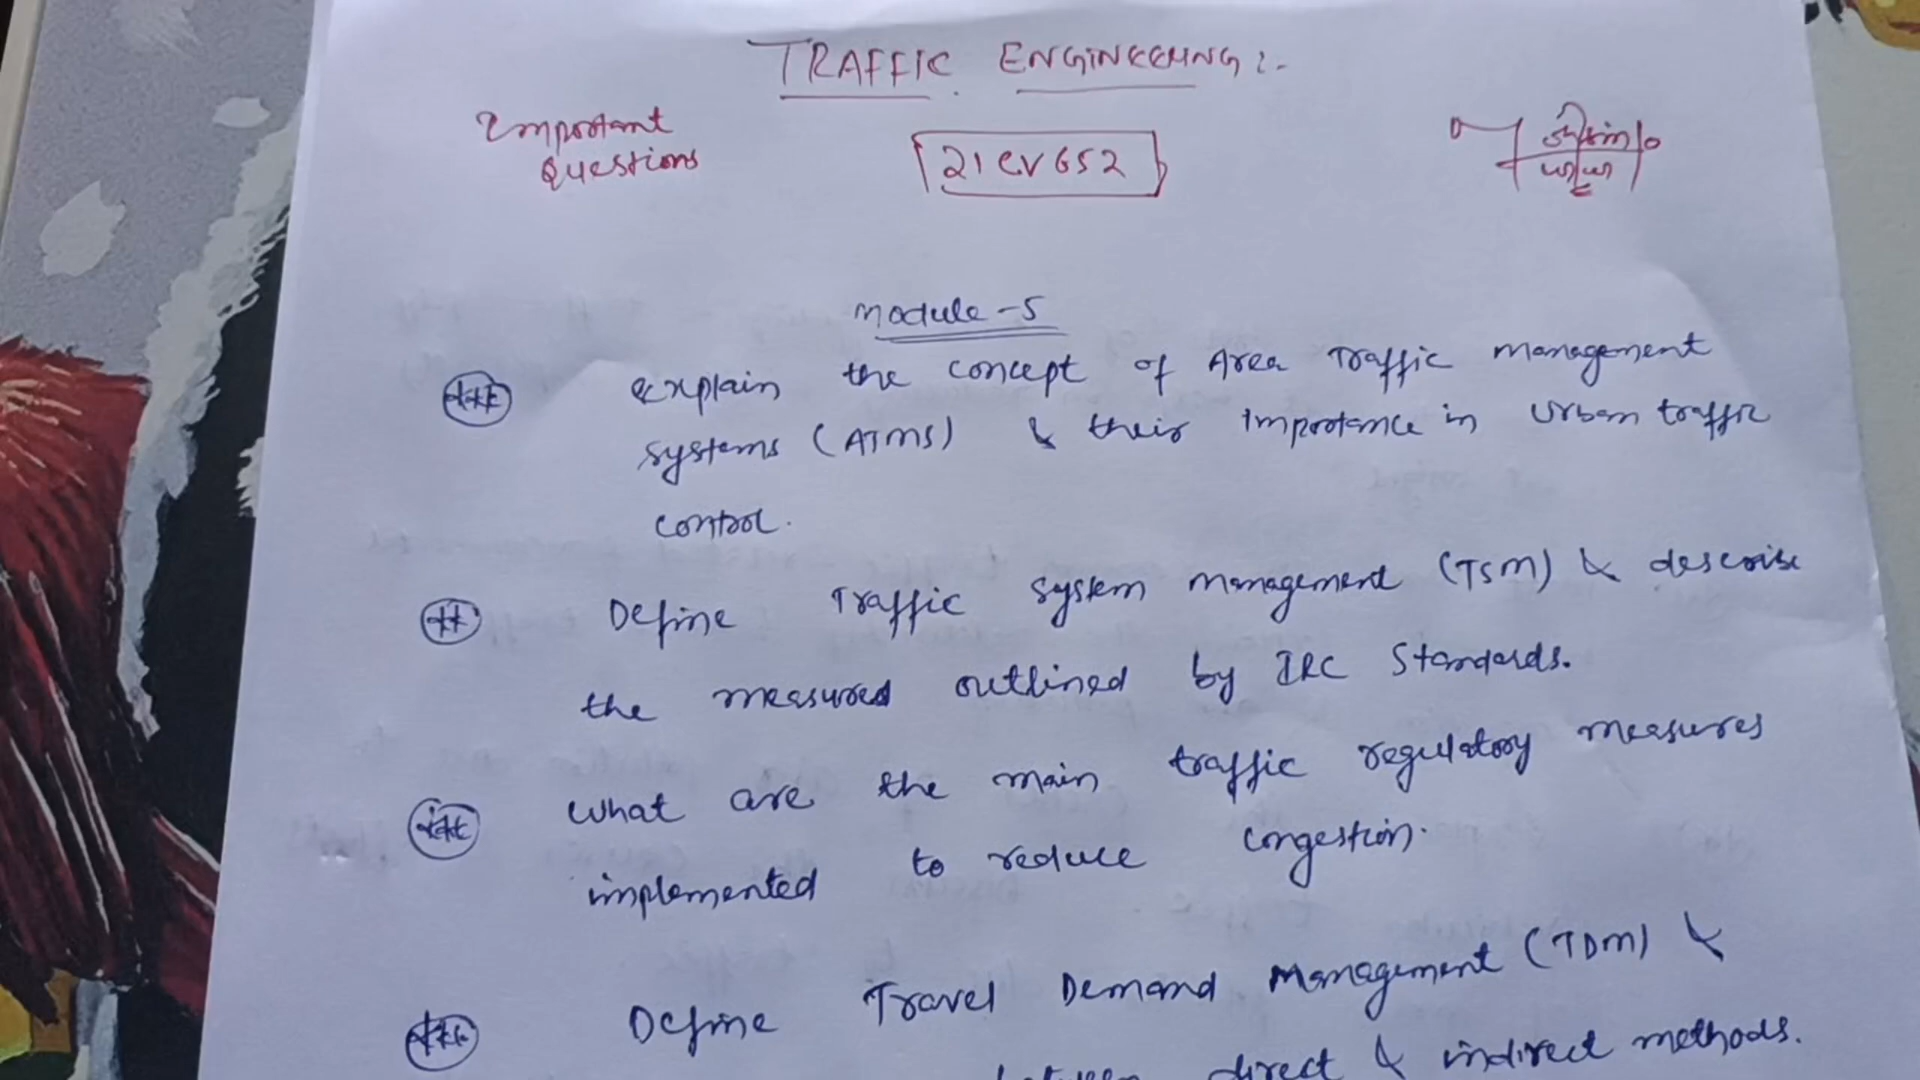 TRAFFIC ENGINEERING :-
Important
Questions
21CV652
Module-5
*** Explain the concept of Area Traffic Management
Systems (ATMS) & their importance in Urban traffic
control.
** Define Traffic System Management (TSM) & describe
the measures outlined by IRC Standards.
*** What are the main traffic regulatory measures
implemented to reduce congestion.
*** Define Travel Demand Management (TDM) &
between direct & indirect methods.